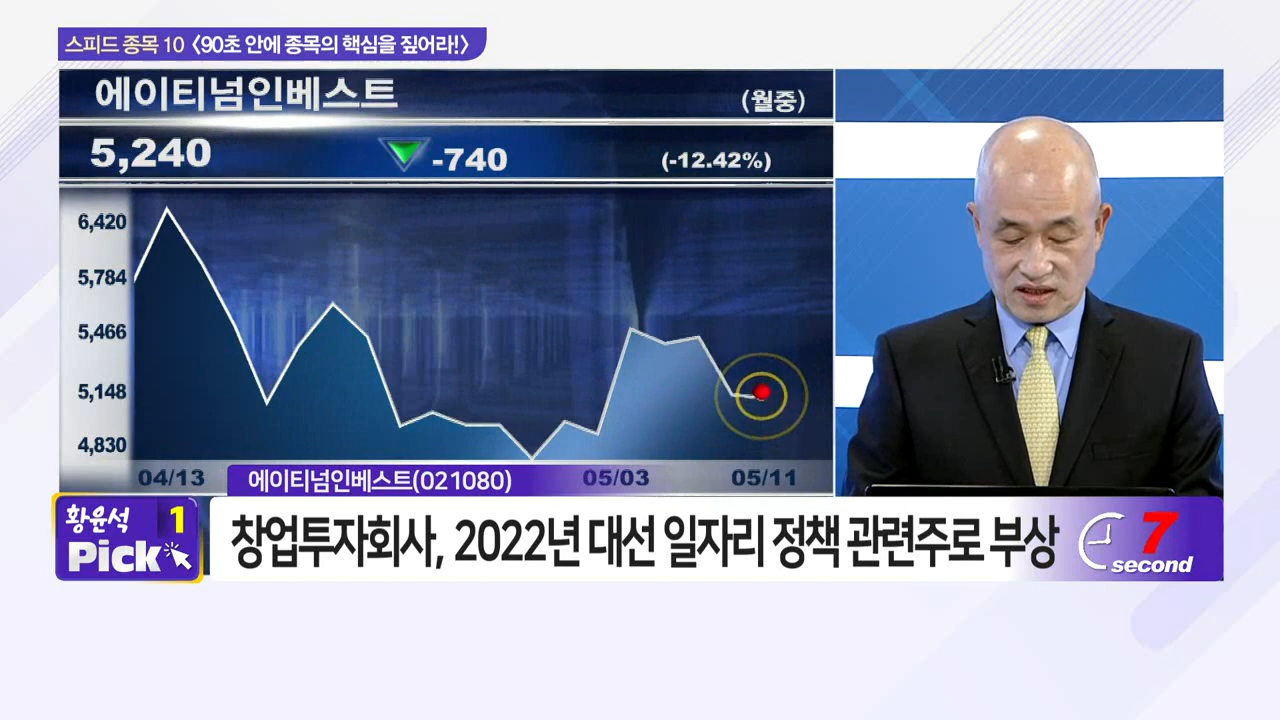 스피드 종목 10 <90초 안에 종목의 핵심을 짚어라!>
에이티넘인베스트
(월중)
5,240
-740
(-12.42%)
6,420
5,784
5,466
5,148
4,830
04/13
05/03
05/11
에이티넘인베스트(021080)
황윤석 1
Pick
창업투자회사, 2022년 대선 일자리 정책 관련주로 부상
7
second